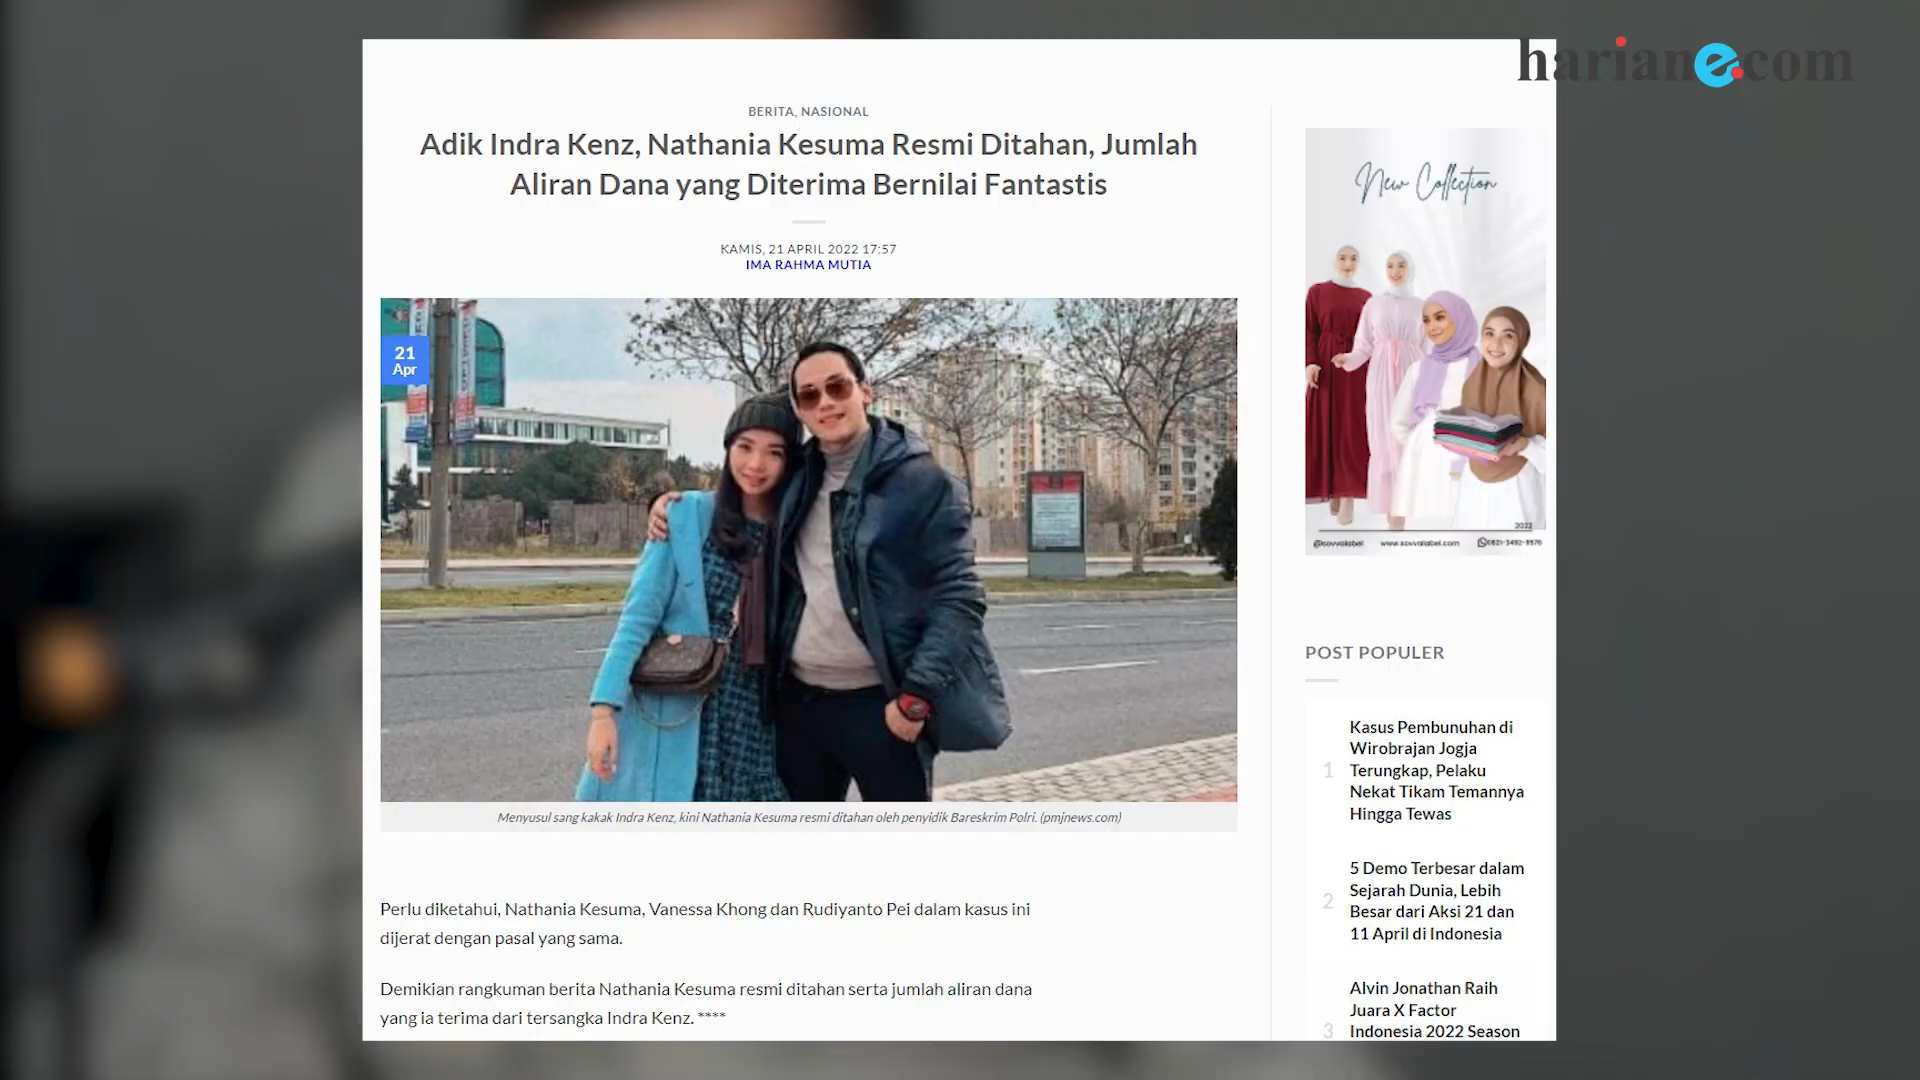 hariane.com
BERITA, NASIONAL
Adik Indra Kenz, Nathania Kesuma Resmi Ditahan, Jumlah
Aliran Dana yang Diterima Bernilai Fantastis
KAMIS, 21 APRIL 2022 17:57
IMA RAHMA MUTIA
21
Apr
Menyusul sang kakak Indra Kenz, kini Nathania Kesuma resmi ditahan oleh penyidik Bareskrim Polri. (pmjnews.com)
Perlu diketahui, Nathania Kesuma, Vanessa Khong dan Rudiyanto Pei dalam kasus ini
dijerat dengan pasal yang sama.
Demikian rangkuman berita Nathania Kesuma resmi ditahan serta jumlah aliran dana
yang ia terima dari tersangka Indra Kenz. ****
New Collection
2022
@sovvalabel www.sovvalabel.com
POST POPULER
1
Kasus Pembunuhan di
Wirobrajan Jogja
Terungkap, Pelaku
Nekat Tikam Temannya
Hingga Tewas
2
5 Demo Terbesar dalam
Sejarah Dunia, Lebih
Besar dari Aksi 21 dan
11 April di Indonesia
3
Alvin Jonathan Raih
Juara X Factor
Indonesia 2022 Season